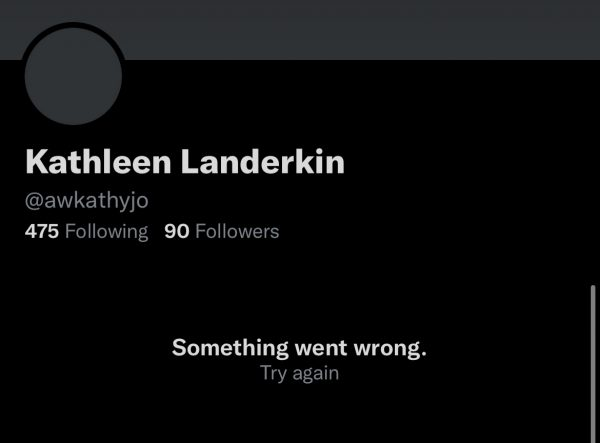 Kathleen Landerkin
@awkathyjo
475 Following 90 Followers
Something went wrong.
Try again